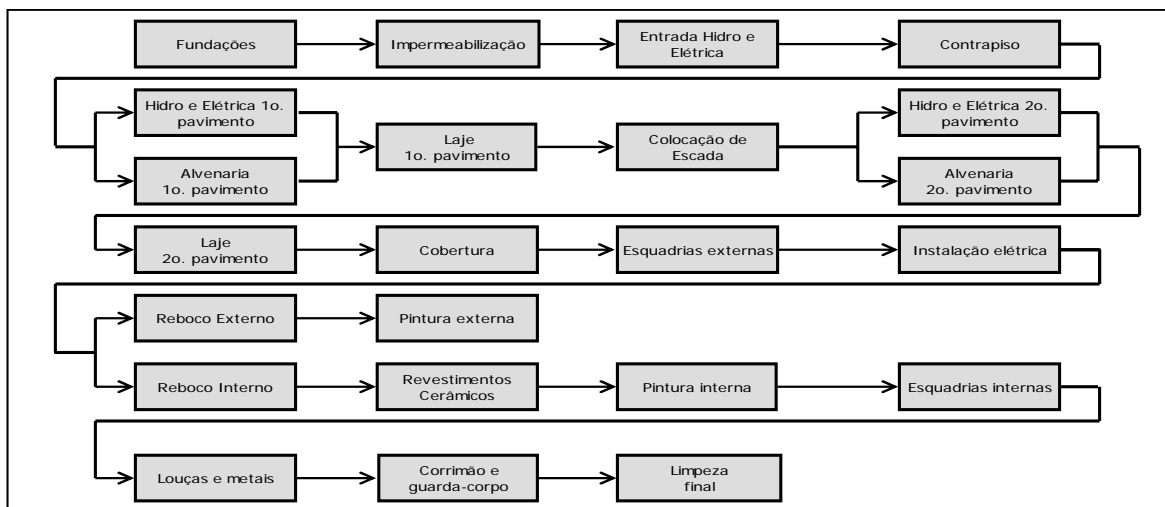 Fundações
Impermeabilização
Entrada Hidro e
Elétrica
Contrapiso
Hidro e Elétrica 1o.
pavimento
Alvenaria
1o. pavimento
Laje
1o. pavimento
Colocação de
Escada
Hidro e Elétrica 2o.
pavimento
Alvenaria
2o. pavimento
Laje
2o. pavimento
Cobertura
Esquadrias externas
Instalação elétrica
Reboco Externo
Pintura externa
Reboco Interno
Revestimentos
Cerâmicos
Pintura interna
Esquadrias internas
Louças e metais
Corrimão e
guarda-corpo
Limpeza
final